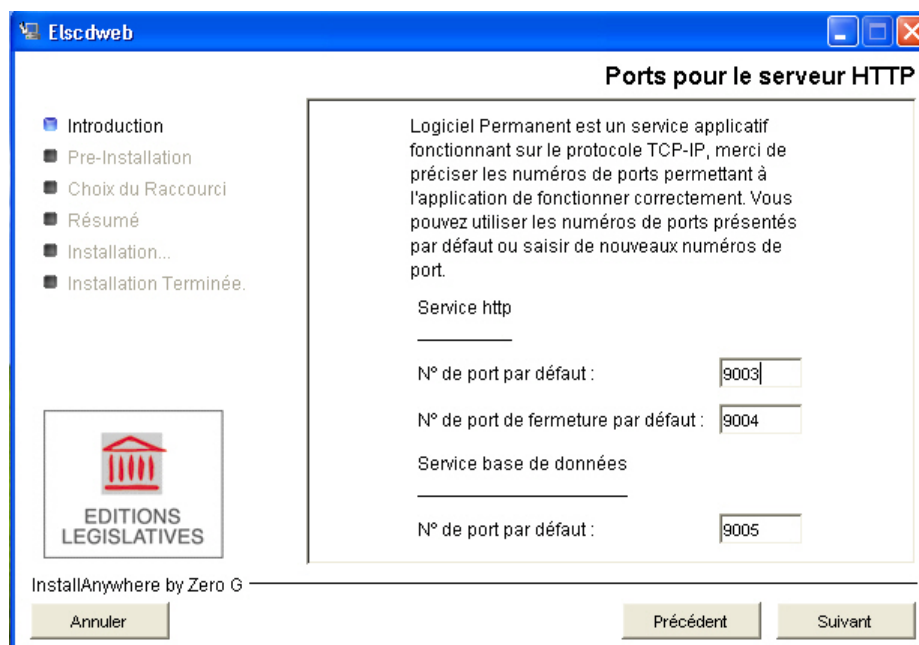 Elscdweb
Ports pour le serveur HTTP
Introduction
Pre-Installation
Choix du Raccourci
Résumé
Installation...
Installation Terminée.
Logiciel Permanent est un service applicatif
fonctionnant sur le protocole TCP-IP, merci de
préciser les numéros de ports permettant à
l'application de fonctionner correctement. Vous
pouvez utiliser les numéros de ports présentés
par défaut ou saisir de nouveaux numéros de
port.
Service http
N° de port par défaut : 9003
N° de port de fermeture par défaut : 9004
Service base de données
N° de port par défaut : 9005
EDITIONS
LEGISLATIVES
InstallAnywhere by Zero G
Annuler Précédent Suivant